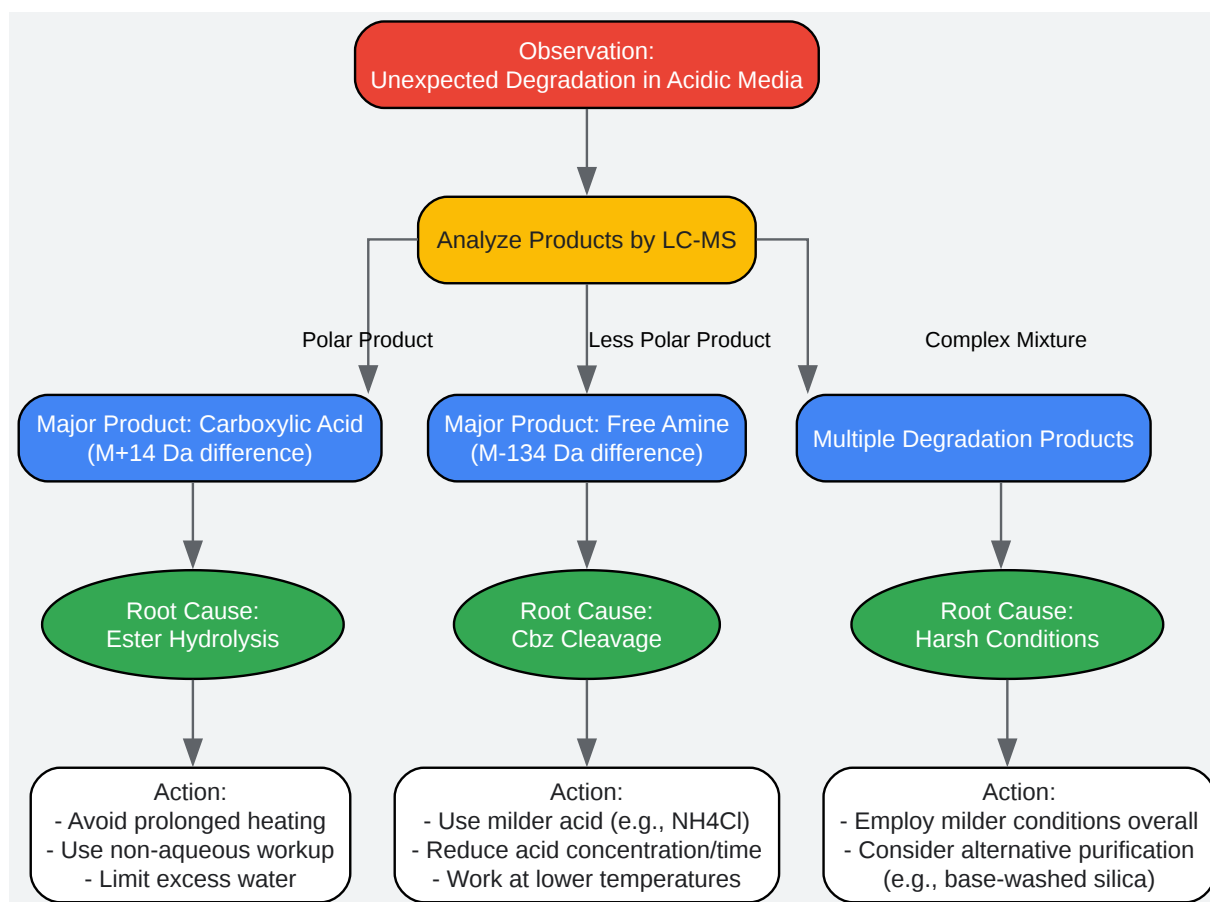 Observation:
Unexpected Degradation in Acidic Media
Analyze Products by LC-MS
Polar Product
Less Polar Product
Complex Mixture
Major Product: Carboxylic Acid
(M+14 Da difference)
Major Product: Free Amine
(M-134 Da difference)
Multiple Degradation Products
Root Cause:
Ester Hydrolysis
Root Cause:
Cbz Cleavage
Root Cause:
Harsh Conditions
Action:
- Avoid prolonged heating
- Use non-aqueous workup
- Limit excess water
Action:
- Use milder acid (e.g., NH4Cl)
- Reduce acid concentration/time
- Work at lower temperatures
Action:
- Employ milder conditions overall
- Consider alternative purification
(e.g., base-washed silica)